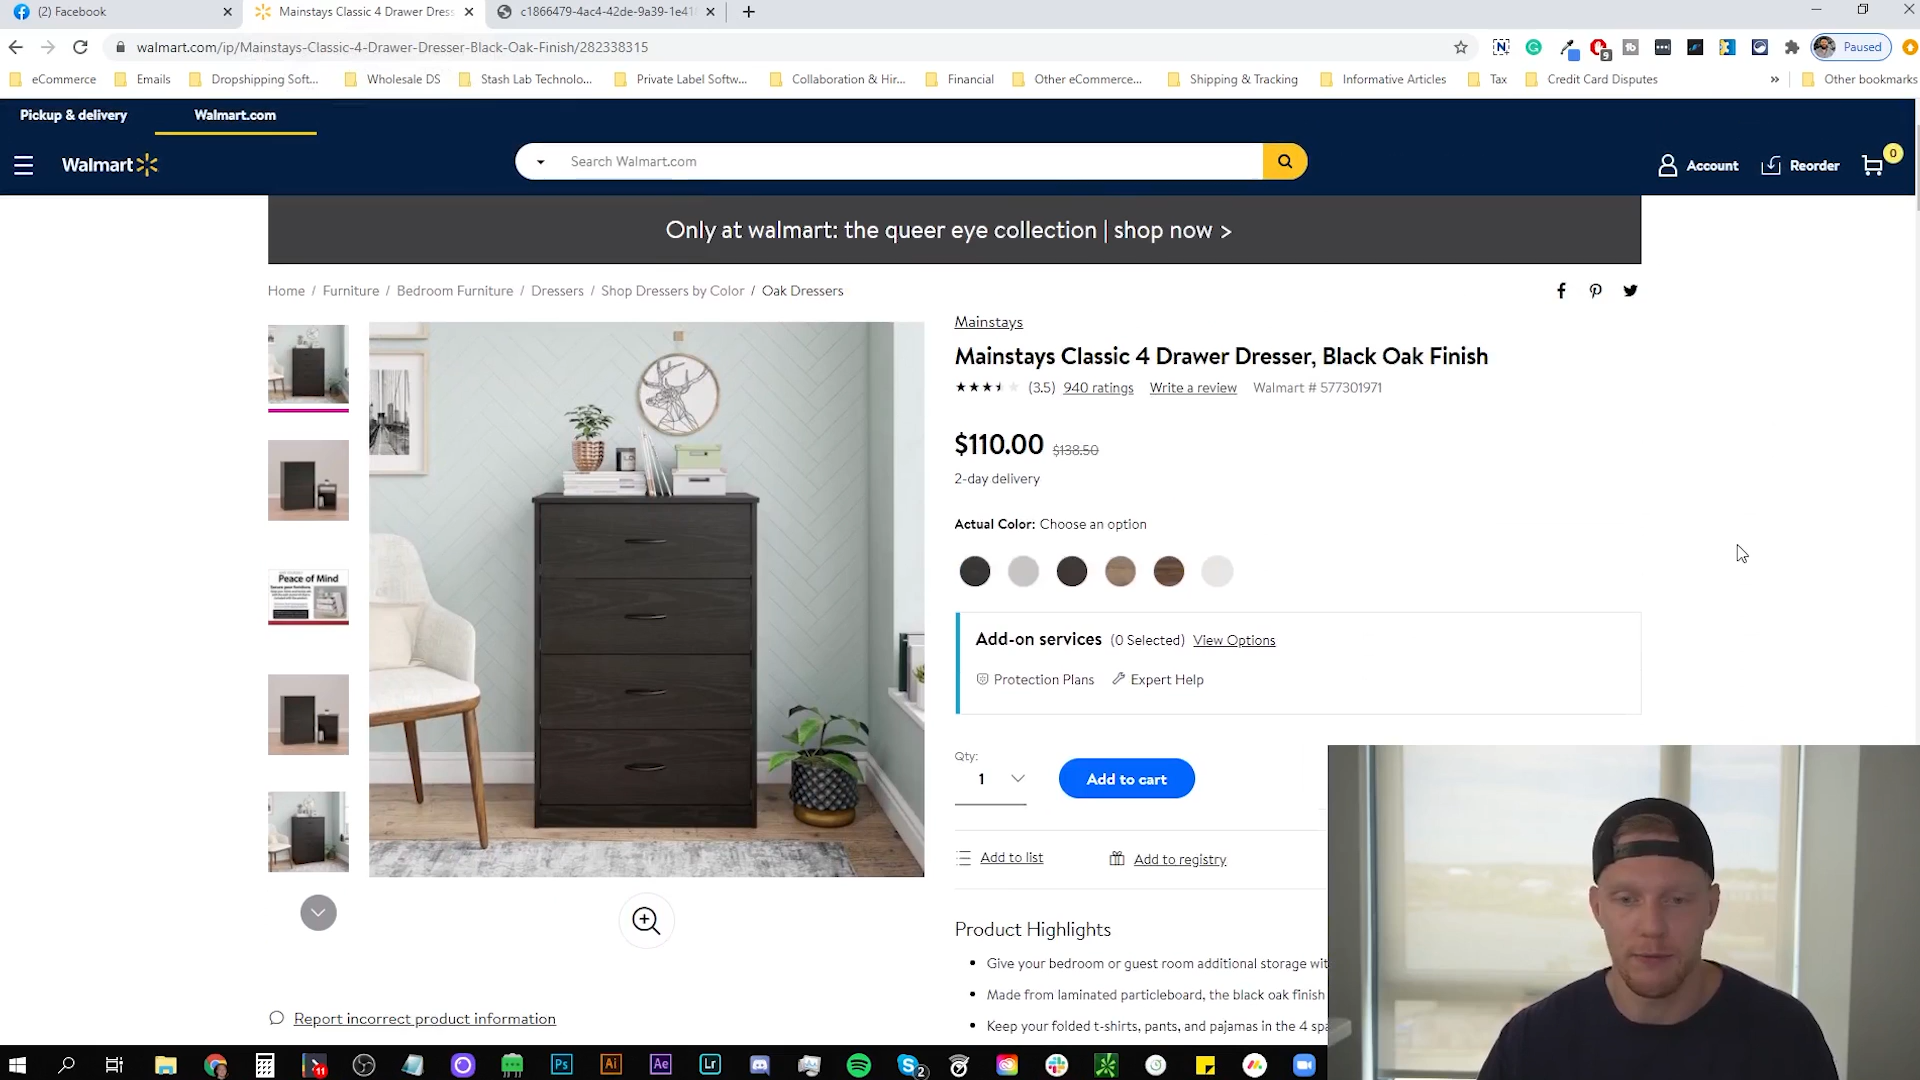 (2) Facebook
Mainstays Classic 4 Drawer Dress
c1866479-4ac4-42de-9a39-1e41
walmart.com/ip/Mainstays-Classic-4-Drawer-Dresser-Black-Oak-Finish/282338315
Paused
eCommerce
Emails
Dropshipping Soft...
Wholesale DS
Stash Lab Technolo...
Private Label Softw...
Collaboration & Hir...
Financial
Other eCommerce...
Shipping & Tracking
Informative Articles
Tax
Credit Card Disputes
Other bookmarks
Pickup & delivery
Walmart.com
Walmart
Search Walmart.com
Account
Reorder
0
Only at walmart: the queer eye collection | shop now >
Home / Furniture / Bedroom Furniture / Dressers / Shop Dressers by Color / Oak Dressers
Mainstays
Mainstays Classic 4 Drawer Dresser, Black Oak Finish
(3.5) 940 ratings Write a review Walmart # 577301971
$110.00 $138.50
2-day delivery
Actual Color: Choose an option
Peace of Mind
Add-on services (0 Selected) View Options
Protection Plans
Expert Help
Qty:
1
Add to cart
Add to list
Add to registry
Product Highlights
Give your bedroom or guest room additional storage wit
Made from laminated particleboard, the black oak finish
Keep your folded t-shirts, pants, and pajamas in the 4 spa
Report incorrect product information
11
Ps
Ai
Ae
Lr
2